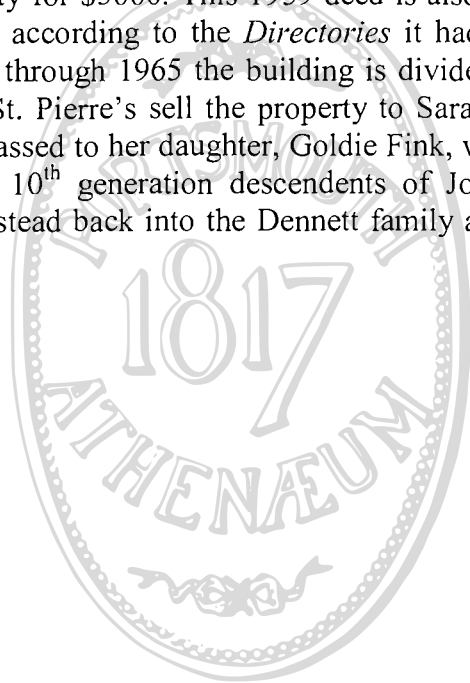 ty for $5000. This 1959 deed is also
according to the Directories it had
through 1965 the building is divide
St. Pierre's sell the property to Sara
assed to her daughter, Goldie Fink, v
10th generation descendents of Jo
stead back into the Dennett family a
PORTSMOUTH
1817
ATHENÆUM